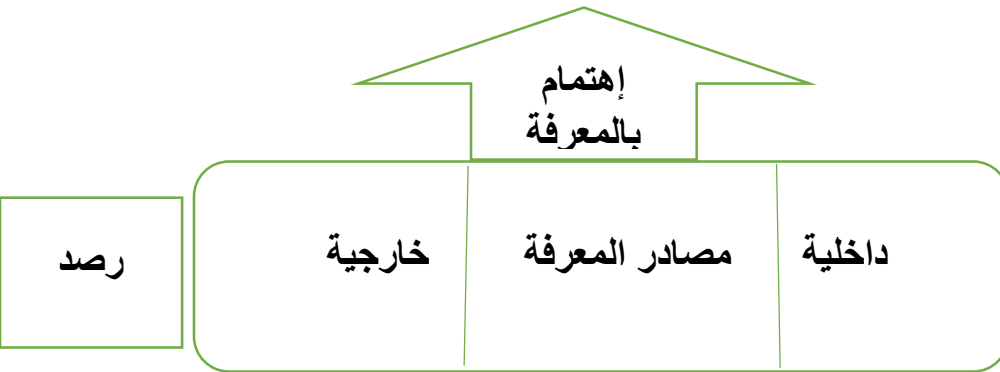 إهتمام
بالمعرفة
داخلية
مصادر المعرفة
خارجية
رصد